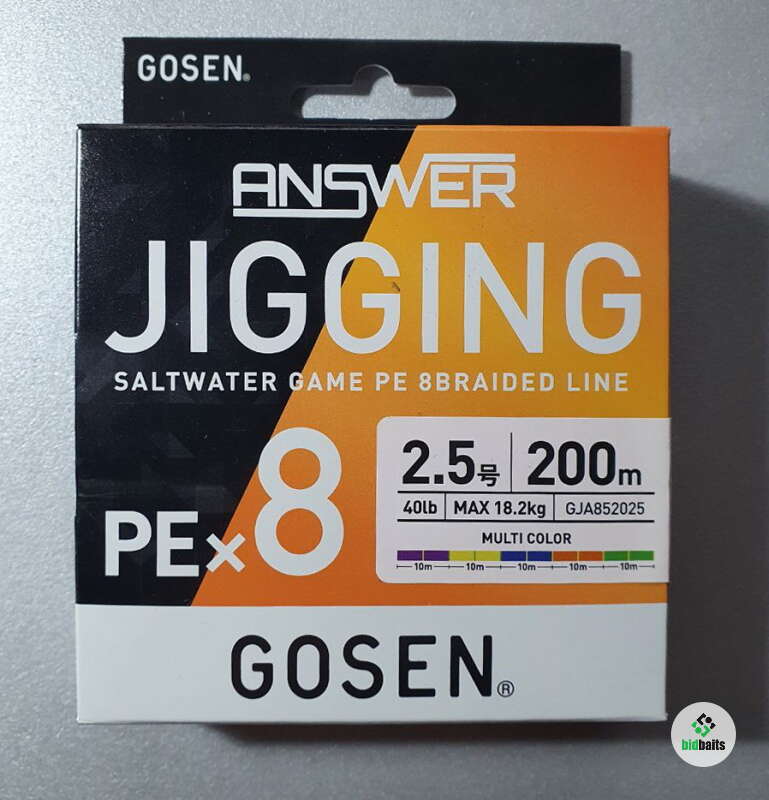 GOSEN®
ANSWER
JIGGING
SALTWATER GAME PE 8BRAIDED LINE
PE×8
2.5号 200m
40lb MAX 18.2kg GJA852025
MULTI COLOR
10m 10m 10m 10m 10m
GOSEN®
bidbaits